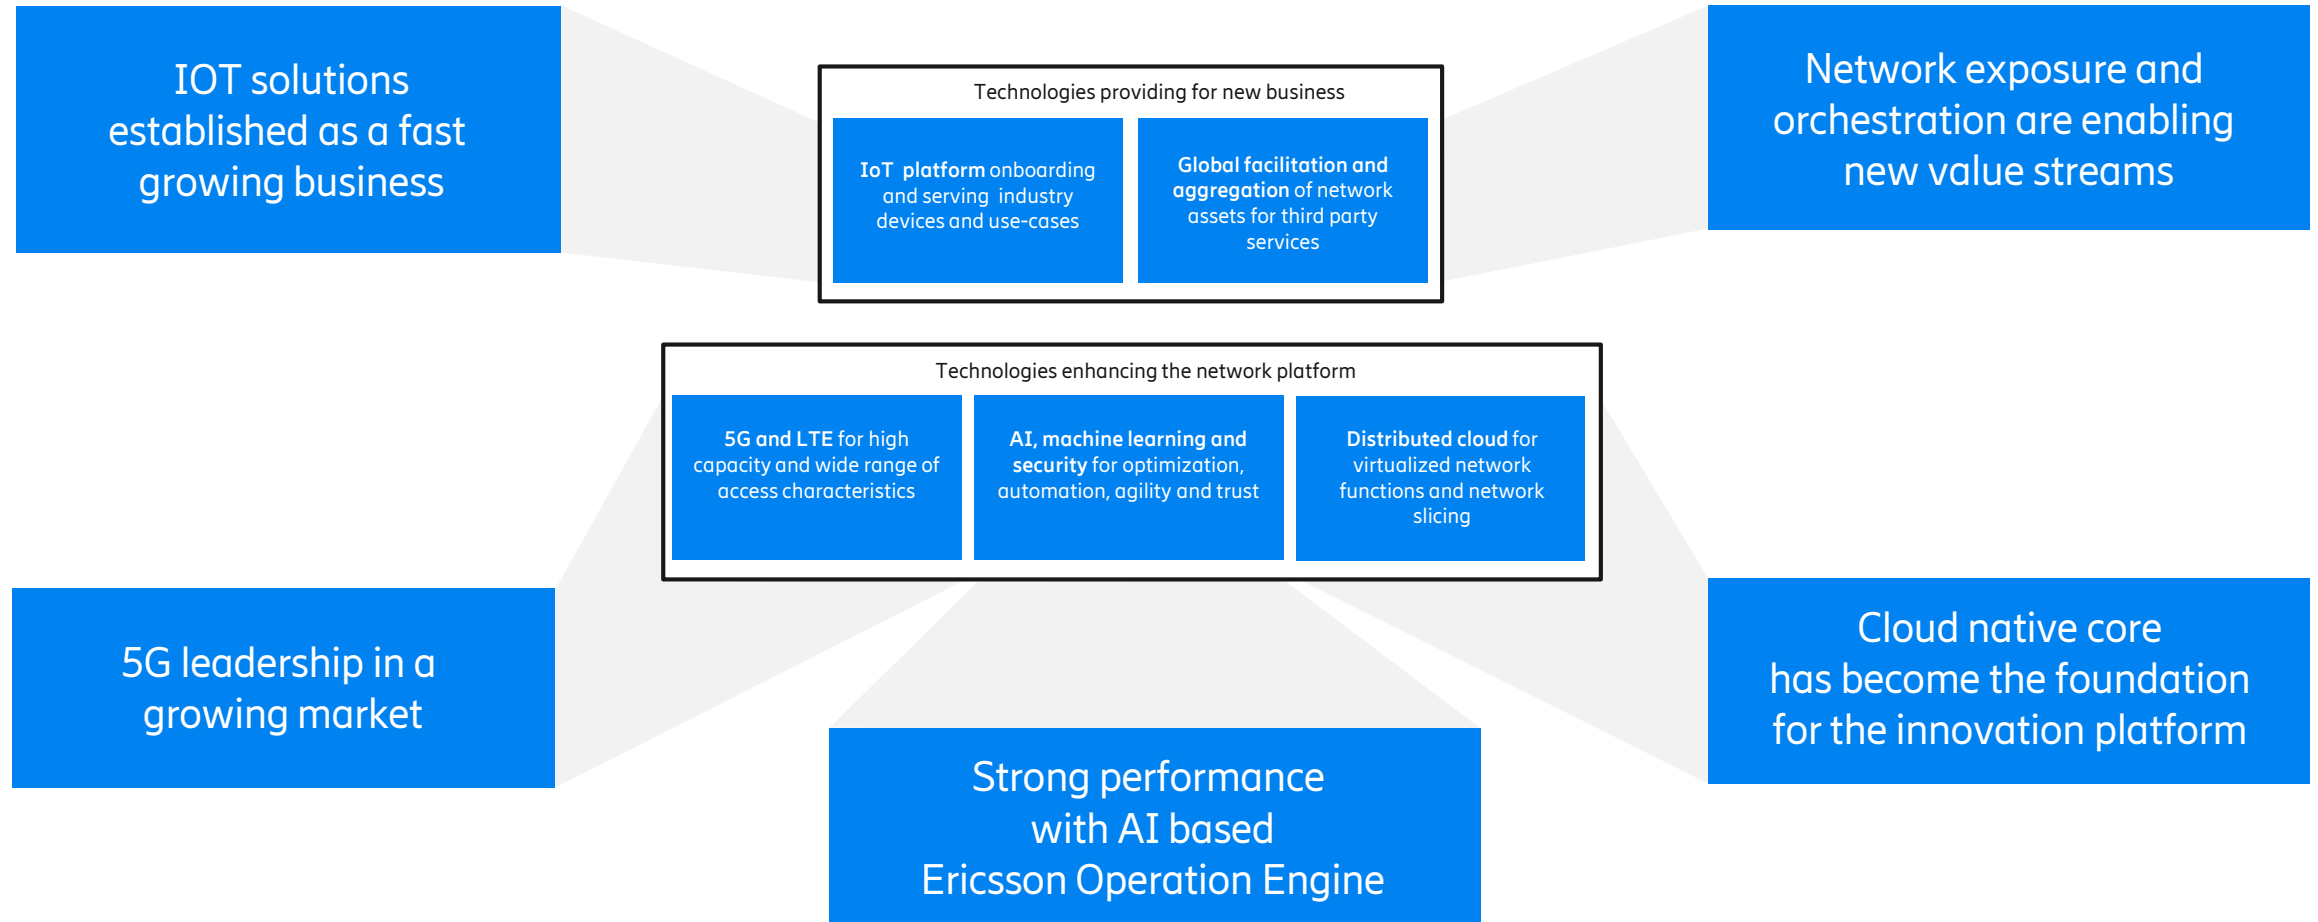 IOT solutions
established as a fast
growing business
Technologies providing for new business
IoT platform onboarding
and serving industry
devices and use-cases
Global facilitation and
aggregation of network
assets for third party
services
Network exposure and
orchestration are enabling
new value streams
Technologies enhancing the network platform
5G and LTE for high
capacity and wide range of
access characteristics
AI, machine learning and
security for optimization,
automation, agility and trust
Distributed cloud for
virtualized network
functions and network
slicing
5G leadership in a
growing market
Strong performance
with AI based
Ericsson Operation Engine
Cloud native core
has become the foundation
for the innovation platform